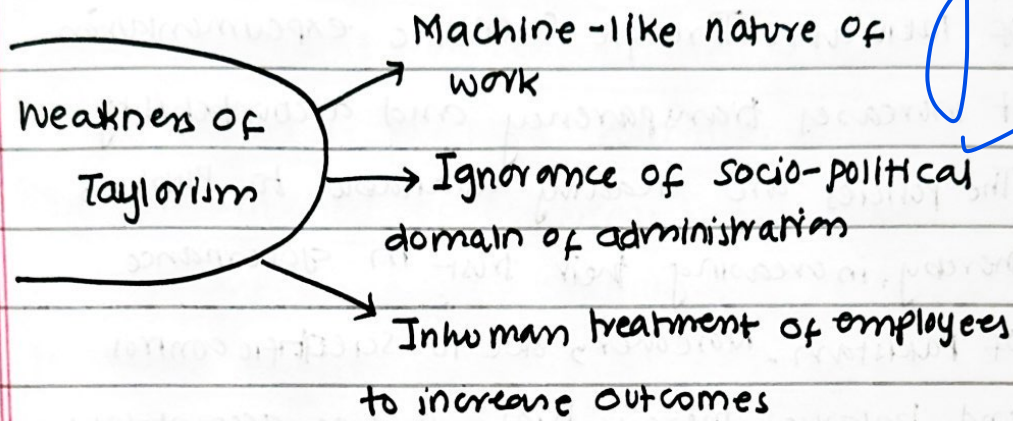 Machine-like nature of
work
Weakness of
Taylorism
Ignorance of socio-political
domain of administration
Inhuman treatment of employees
to increase outcomes